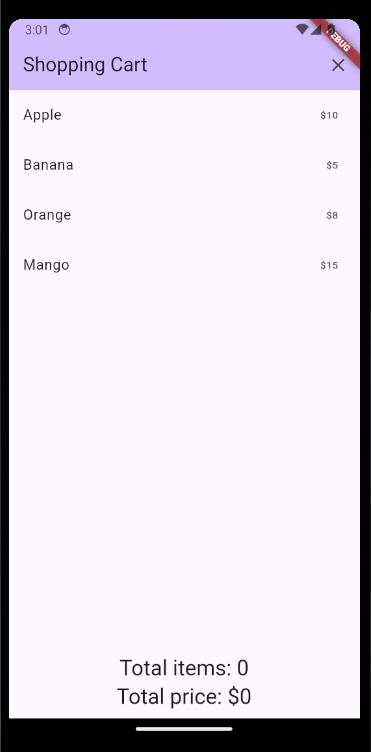 3:01
DEBUG
Shopping Cart
Apple $10
Banana $5
Orange $8
Mango $15
Total items: 0
Total price: $0